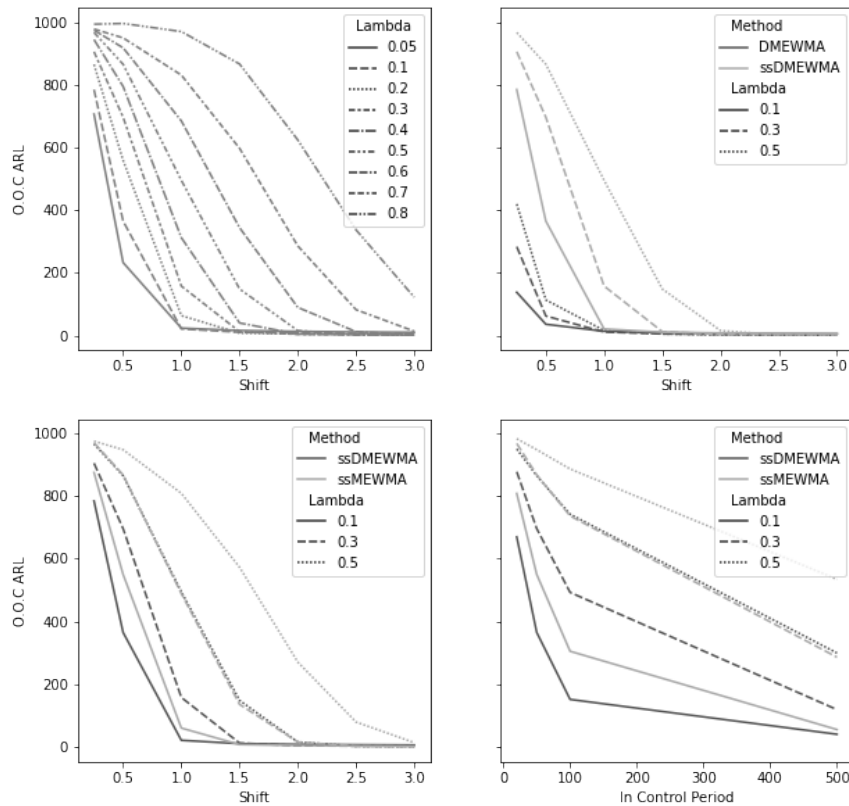 1000
800
600
400
200
0
O.O.C ARL
0.5 1.0 1.5 2.0 2.5 3.0
Shift
Lambda
0.05
0.1
0.2
0.3
0.4
0.5
0.6
0.7
0.8
0.5 1.0 1.5 2.0 2.5 3.0
Shift
Method
DMEWMA
ssDMEWMA
Lambda
0.1
0.3
0.5
1000
800
600
400
200
0
O.O.C ARL
0.5 1.0 1.5 2.0 2.5 3.0
Shift
Method
ssDMEWMA
ssMEWMA
Lambda
0.1
0.3
0.5
0 100 200 300 400 500
In Control Period
Method
ssDMEWMA
ssMEWMA
Lambda
0.1
0.3
0.5